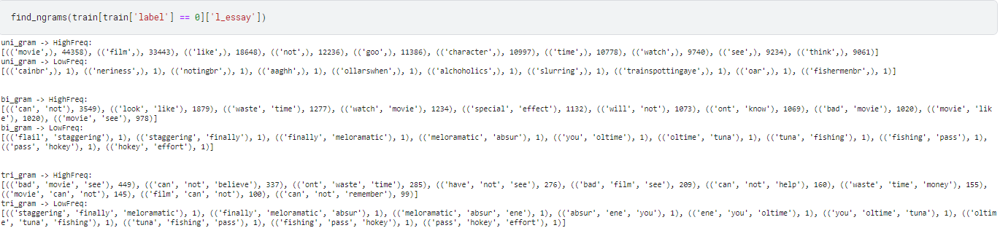 find_ngrams(train[train['label'] == 0]['l_essay'])
uni_gram -> HighFreq:
[(('movie',), 44358), (('film',), 33443), (('like',), 18648), (('not',), 12236), (('goo',), 11386), (('character',), 10997), (('time',), 10778), (('watch',), 9740), (('see',), 9234), (('think',), 9061)]
uni_gram -> LowFreq:
[(('cainbr',), 1), (('neriness',), 1), (('notingbr',), 1), (('aaghh',), 1), (('ollarswhen',), 1), (('alchoholics',), 1), (('slurring',), 1), (('trainspottingaye',), 1), (('oar',), 1), (('fishermenbr',), 1)]
bi_gram -> HighFreq:
[(('can', 'not'), 3549), (('look', 'like'), 1879), (('waste', 'time'), 1277), (('watch', 'movie'), 1234), (('special', 'effect'), 1132), (('will', 'not'), 1073), (('ont', 'know'), 1069), (('bad', 'movie'), 1020), (('movie', 'lik
e'), 1020), (('movie', 'see'), 978)]
bi_gram -> LowFreq:
[(('flail', 'staggering'), 1), (('staggering', 'finally'), 1), (('finally', 'meloramatic'), 1), (('meloramatic', 'absur'), 1), (('you', 'oltime'), 1), (('oltime', 'tuna'), 1), (('tuna', 'fishing'), 1), (('fishing', 'pass'), 1),
(('pass', 'hokey'), 1), (('hokey', 'effort'), 1)]
tri_gram -> HighFreq:
[(('bad', 'movie', 'see'), 449), (('can', 'not', 'believe'), 337), (('ont', 'waste', 'time'), 285), (('have', 'not', 'see'), 276), (('bad', 'film', 'see'), 209), (('can', 'not', 'help'), 160), (('waste', 'time', 'money'), 155),
(('movie', 'can', 'not'), 145), (('film', 'can', 'not'), 100), (('can', 'not', 'remember'), 99)]
tri_gram -> LowFreq:
[(('staggering', 'finally', 'meloramatic'), 1), (('finally', 'meloramatic', 'absur'), 1), (('meloramatic', 'absur', 'ene'), 1), (('absur', 'ene', 'you'), 1), (('ene', 'you', 'oltime'), 1), (('you', 'oltime', 'tuna'), 1), (('oltim
e', 'tuna', 'fishing'), 1), (('tuna', 'fishing', 'pass'), 1), (('fishing', 'pass', 'hokey'), 1), (('pass', 'hokey', 'effort'), 1)]